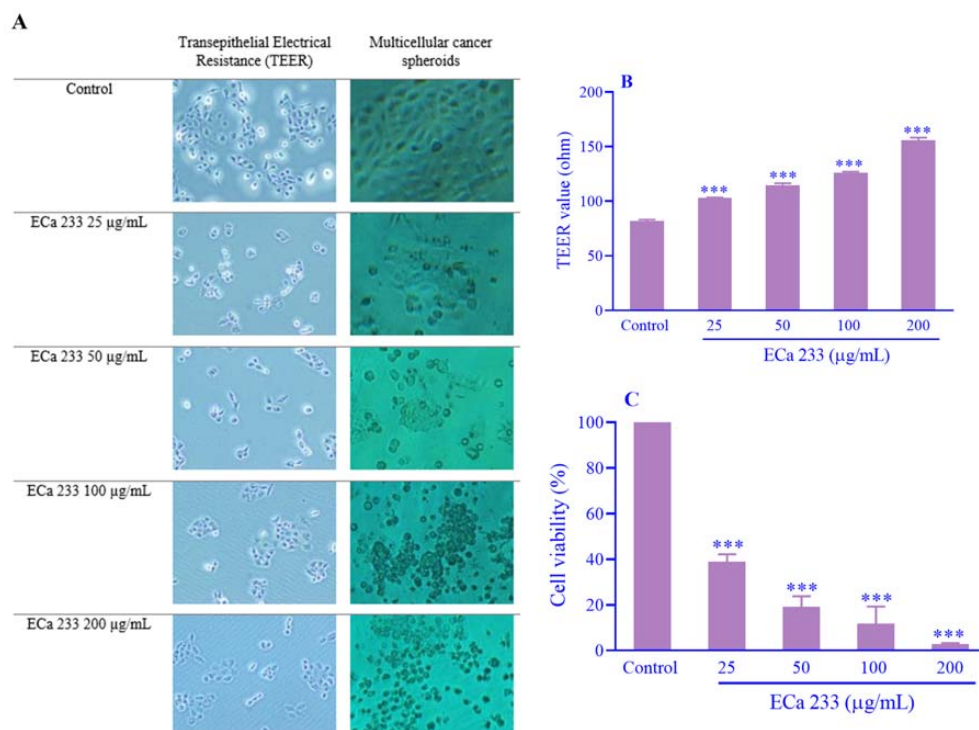 A
Transepithelial Electrical
Resistance (TEER)
Multicellular cancer
spheroids
Control
ECa 233 25 µg/mL
ECa 233 50 µg/mL
ECa 233 100 µg/mL
ECa 233 200 µg/mL
B
TEER value (ohm)
200
150
100
50
0
***
***
***
***
Control
25
50
100
200
ECa 233 (µg/mL)
C
Cell viability (%)
100
80
60
40
20
0
***
***
***
***
Control
25
50
100
200
ECa 233 (µg/mL)